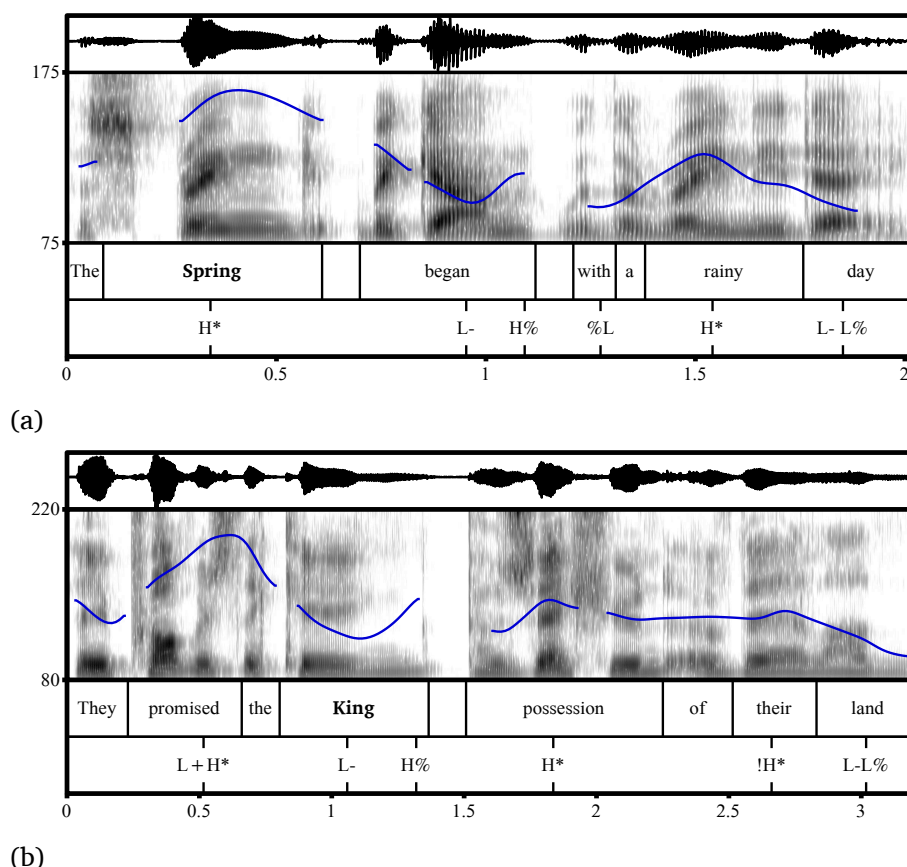 175
75
The Spring began with a rainy day
H* L- H% %L H* L- L%
0 0.5 1 1.5 2
(a)
220
80
They promised the King possession of their land
L+H* L- H% H* !H* L-L%
0 0.5 1 1.5 2 2.5 3
(b)